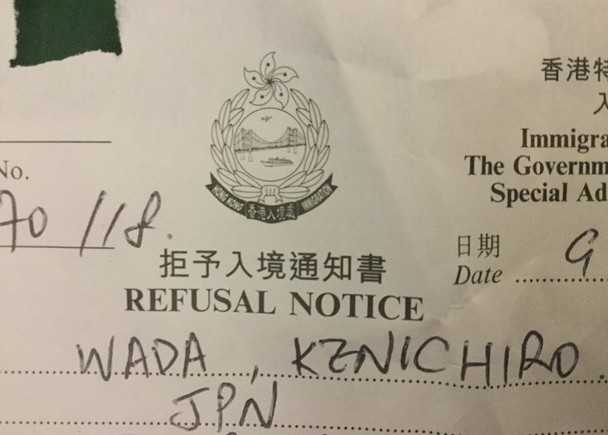 香港特
入
Immigra
The Governm
Special Ad
No.
70 /18.
HONG KONG 香港入境處 IMMIGRATION
日期
Date 9
拒予入境通知書
REFUSAL NOTICE
WADA, KENICHIRO
JPN